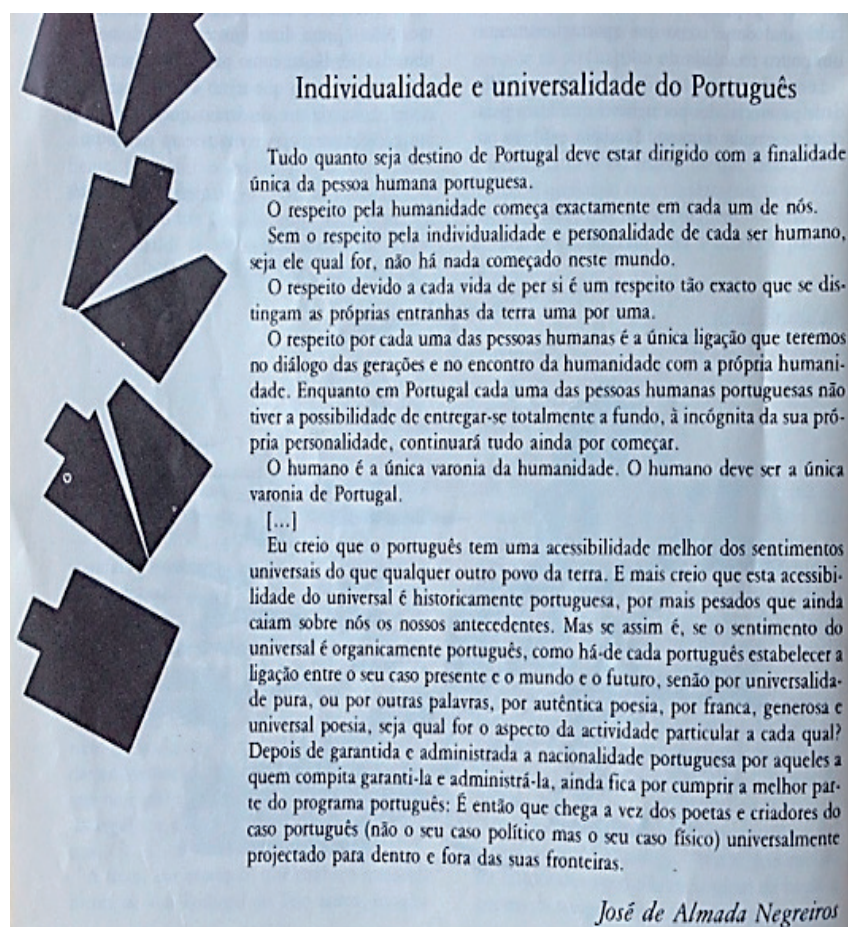 Individualidade e universalidade do Português
Tudo quanto seja destino de Portugal deve estar dirigido com a finalidade
única da pessoa humana portuguesa.
O respeito pela humanidade começa exactamente em cada um de nós.
Sem o respeito pela individualidade e personalidade de cada ser humano,
seja ele qual for, não há nada começado neste mundo.
O respeito devido a cada vida de per si é um respeito tão exacto que se dis-
tingam as próprias entranhas da terra uma por uma.
O respeito por cada uma das pessoas humanas é a única ligação que teremos
no diálogo das gerações e no encontro da humanidade com a própria humani-
dade. Enquanto em Portugal cada uma das pessoas humanas portuguesas não
tiver a possibilidade de entregar-se totalmente a fundo, à incógnita da sua pró-
pria personalidade, continuará tudo ainda por começar.
O humano é a única varonia da humanidade. O humano deve ser a única
varonia de Portugal.
[...]
Eu creio que o português tem uma acessibilidade melhor dos sentimentos
universais do que qualquer outro povo da terra. E mais creio que esta acessibi-
lidade do universal é historicamente portuguesa, por mais pesados que ainda
caiam sobre nós os nossos antecedentes. Mas se assim é, se o sentimento do
universal é organicamente português, como há-de cada português estabelecer a
ligação entre o seu caso presente e o mundo e o futuro, senão por universalida-
de pura, ou por outras palavras, por autêntica poesia, por franca, generosa e
universal poesia, seja qual for o aspecto da actividade particular a cada qual?
Depois de garantida e administrada a nacionalidade portuguesa por aqueles a
quem compita garanti-la e administrá-la, ainda fica por cumprir a melhor par-
te do programa português: É então que chega a vez dos poetas e criadores do
caso português (não o seu caso político mas o seu caso físico) universalmente
projectado para dentro e fora das suas fronteiras.
José de Almada Negreiros